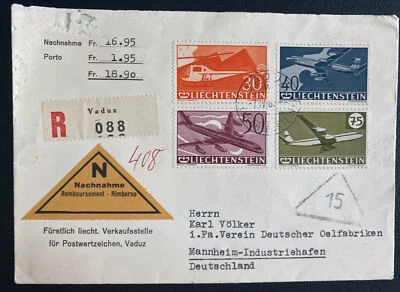 Nachnahme Fr. 16.95
Porto Fr. 1.95
Fr. 18.90
R
Vaduz
088
408
N
Nachnahme
Remboursement - Rimborso
Fürstlich liecht. Verkaufsstelle
für Postwertzeichen, Vaduz
30
LIECHTENSTEIN
40
LIECHTENSTEIN
50
LIECHTENSTEIN
75
LIECHTENSTEIN
15
Herrn
Karl Völker
i.Fa.Verein Deutscher Oelfabriken
Mannheim-Industriehafen
Deutschland